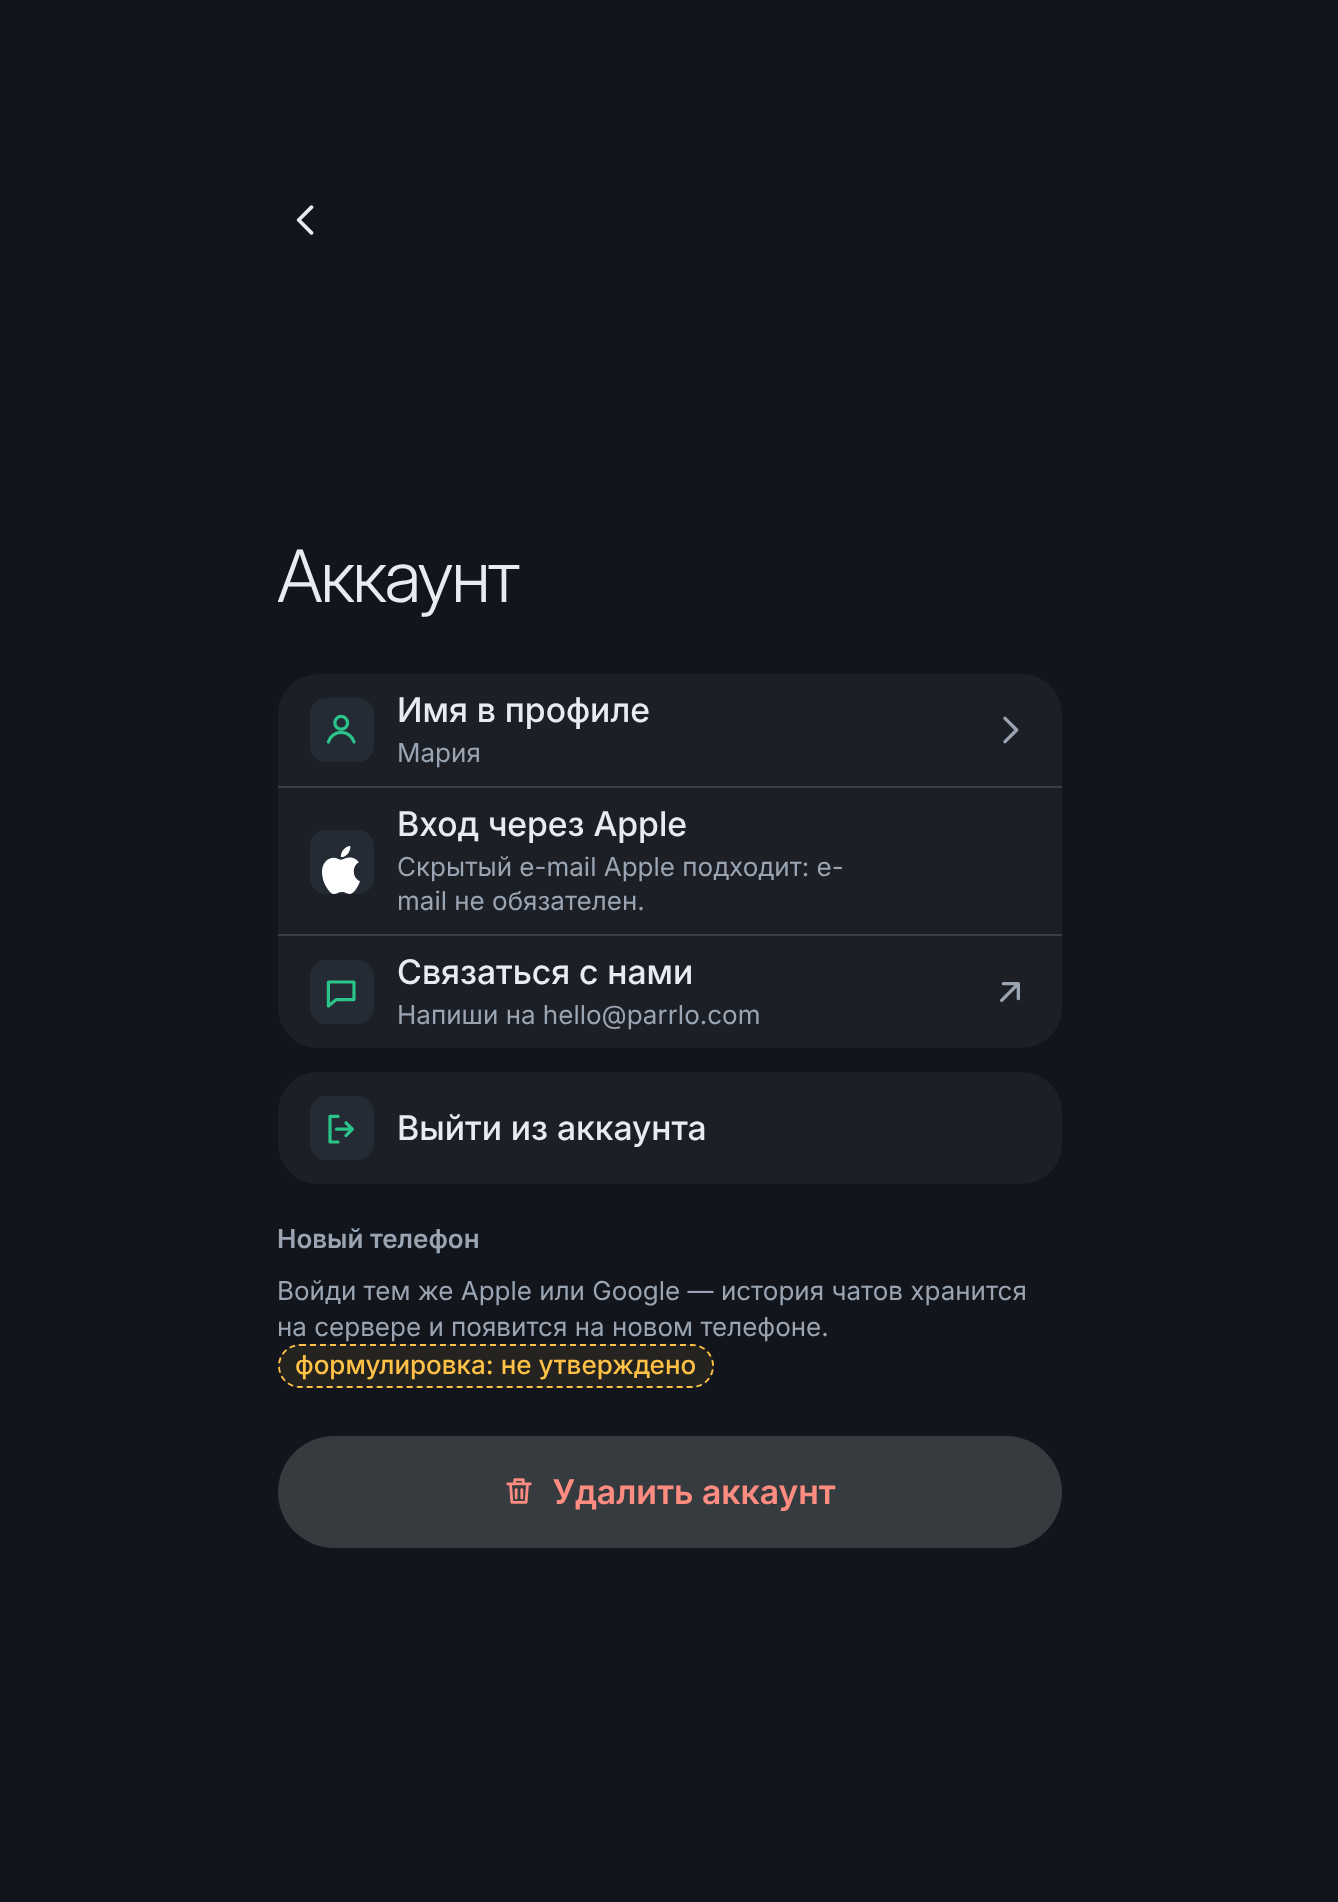 Аккаунт
Имя в профиле
Мария
Вход через Apple
Скрытый e-mail Apple подходит: e-
mail не обязателен.
Связаться с нами
Напиши на hello@parrlo.com
Выйти из аккаунта
Новый телефон
Войди тем же Apple или Google — история чатов хранится
на сервере и появится на новом телефоне.
формулировка: не утверждено
Удалить аккаунт